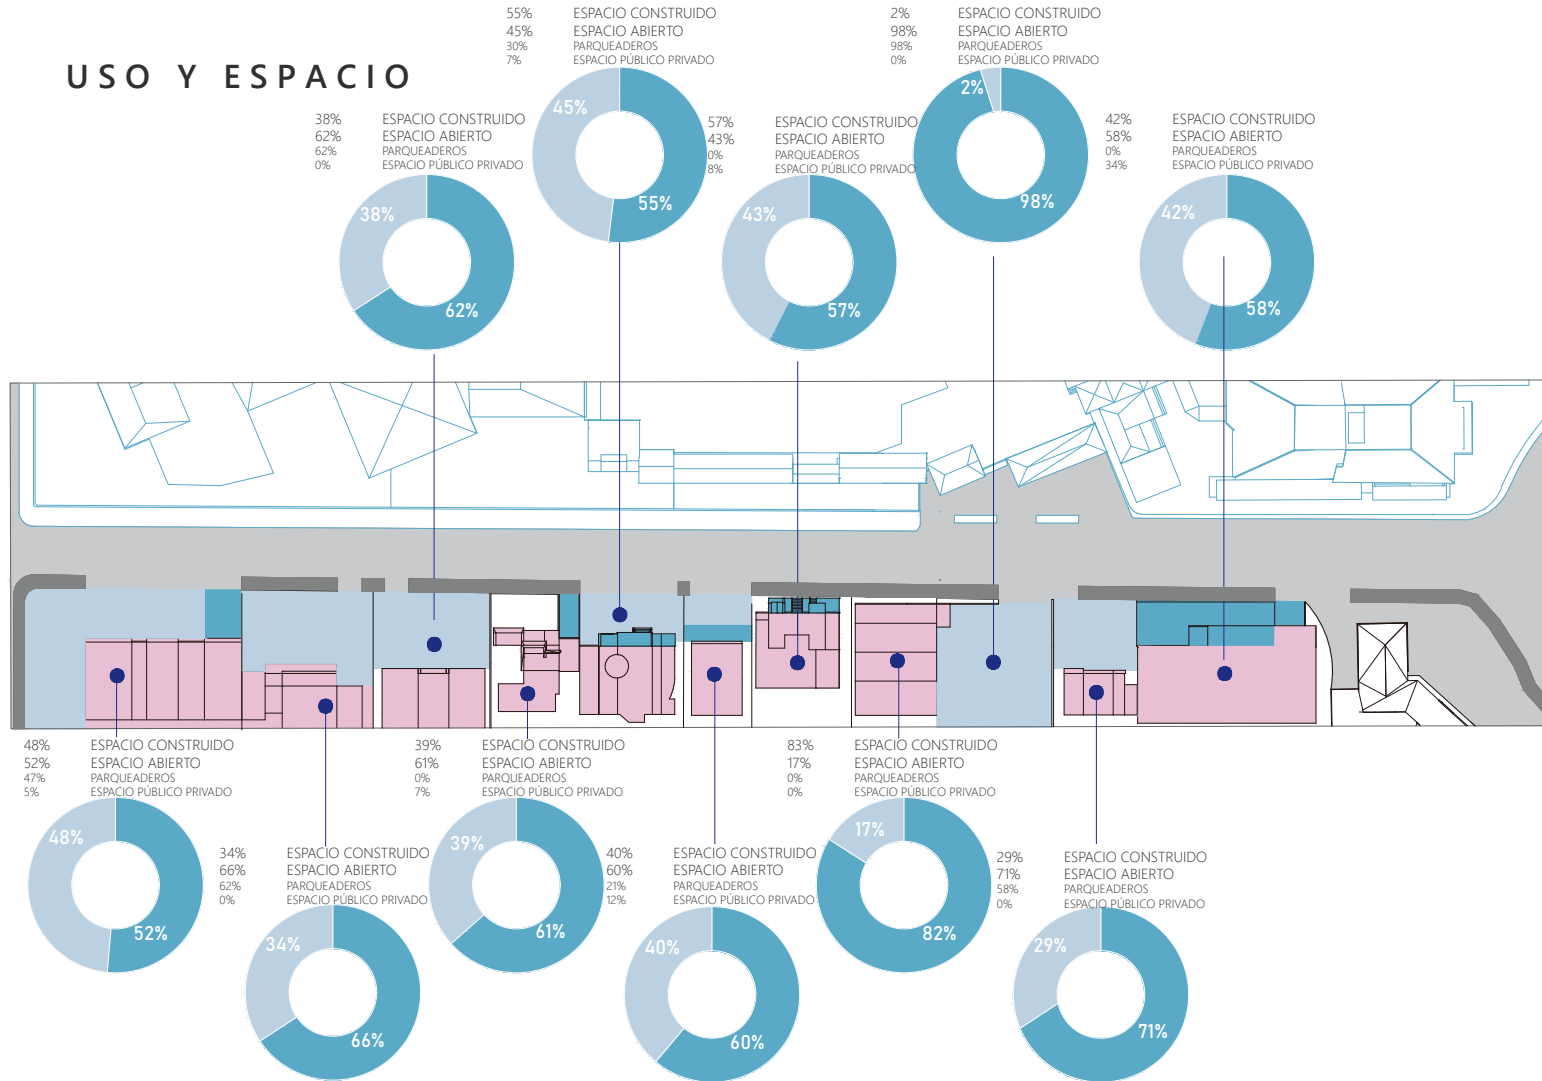 USO Y ESPACIO
55% ESPACIO CONSTRUIDO
45% ESPACIO ABIERTO
30% PARQUEADEROS
7% ESPACIO PÚBLICO PRIVADO
45%
55%
2% ESPACIO CONSTRUIDO
98% ESPACIO ABIERTO
98% PARQUEADEROS
0% ESPACIO PÚBLICO PRIVADO
2%
98%
38% ESPACIO CONSTRUIDO
62% ESPACIO ABIERTO
62% PARQUEADEROS
0% ESPACIO PÚBLICO PRIVADO
38%
62%
57% ESPACIO CONSTRUIDO
43% ESPACIO ABIERTO
0% PARQUEADEROS
8% ESPACIO PÚBLICO PRIVADO
43%
57%
42% ESPACIO CONSTRUIDO
58% ESPACIO ABIERTO
0% PARQUEADEROS
34% ESPACIO PÚBLICO PRIVADO
42%
58%
48% ESPACIO CONSTRUIDO
52% ESPACIO ABIERTO
47% PARQUEADEROS
5% ESPACIO PÚBLICO PRIVADO
48%
52%
39% ESPACIO CONSTRUIDO
61% ESPACIO ABIERTO
0% PARQUEADEROS
7% ESPACIO PÚBLICO PRIVADO
39%
61%
83% ESPACIO CONSTRUIDO
17% ESPACIO ABIERTO
0% PARQUEADEROS
0% ESPACIO PÚBLICO PRIVADO
17%
82%
34% ESPACIO CONSTRUIDO
66% ESPACIO ABIERTO
62% PARQUEADEROS
0% ESPACIO PÚBLICO PRIVADO
34%
66%
40% ESPACIO CONSTRUIDO
60% ESPACIO ABIERTO
21% PARQUEADEROS
12% ESPACIO PÚBLICO PRIVADO
40%
60%
29% ESPACIO CONSTRUIDO
71% ESPACIO ABIERTO
58% PARQUEADEROS
0% ESPACIO PÚBLICO PRIVADO
29%
71%